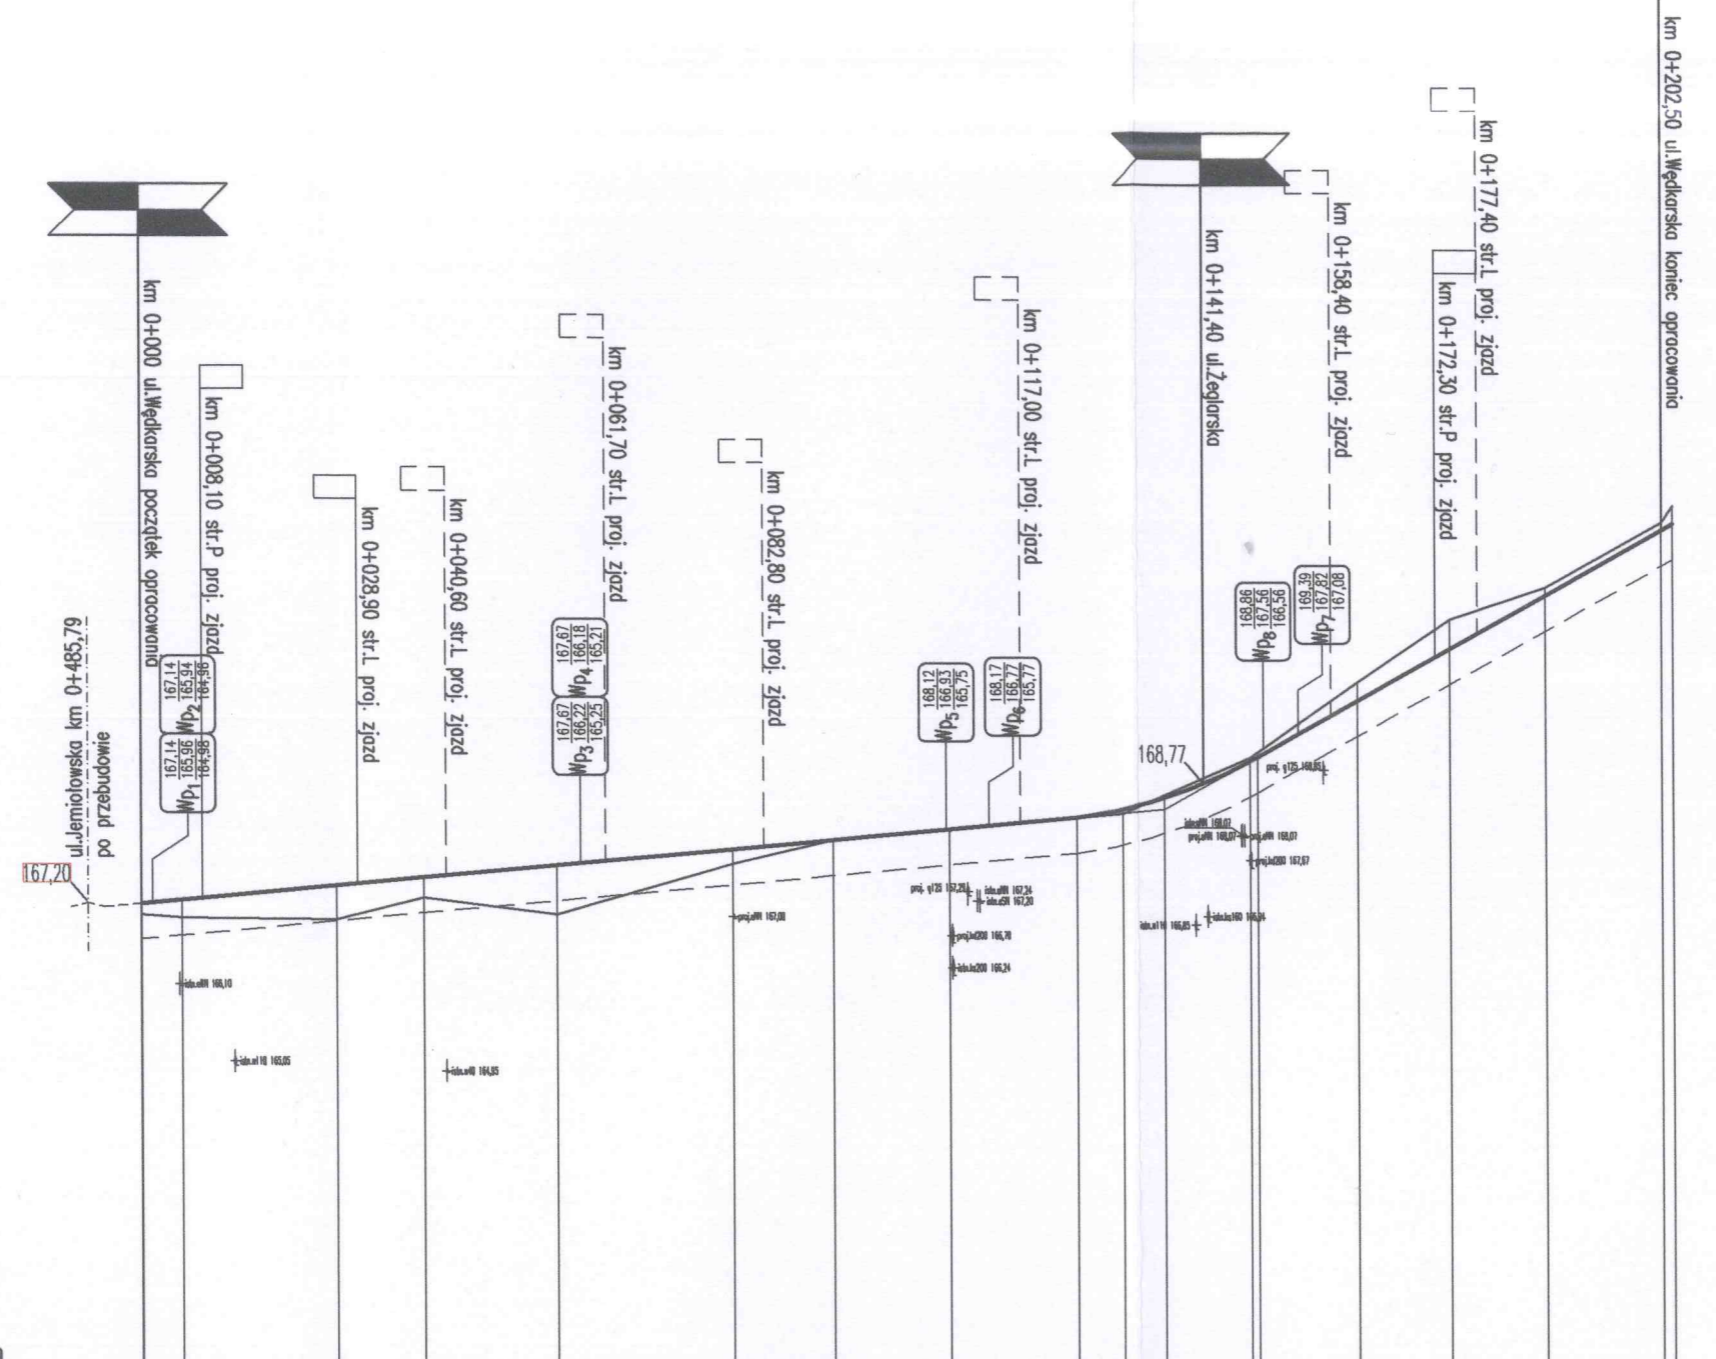 km 0+000 ul.Wędkarska początek opracowania
km 0+008,10 str.P proj. zjazd
km 0+028,90 str.L proj. zjazd
km 0+040,60 str.L proj. zjazd
km 0+061,70 str.L proj. zjazd
km 0+082,80 str.L proj. zjazd
km 0+117,00 str.L proj. zjazd
km 0+141,40 ul.Żeglarska
km 0+158,40 str.L proj. zjazd
km 0+172,30 str.P proj. zjazd
km 0+177,40 str.L proj. zjazd
km 0+202,50 ul.Wędkarska koniec opracowania
ul.Jemiołowska km 0+485,79
po przebudowie
167,20
Wp1
167,14
165,96
164,98
Wp2
167,14
165,94
164,96
Wp3
167,67
166,22
165,25
Wp4
167,67
166,18
165,21
Wp5
168,12
166,93
165,75
Wp6
168,17
166,77
165,77
168,77
Wp8
168,86
167,56
166,56
Wp7
169,39
167,82
167,08